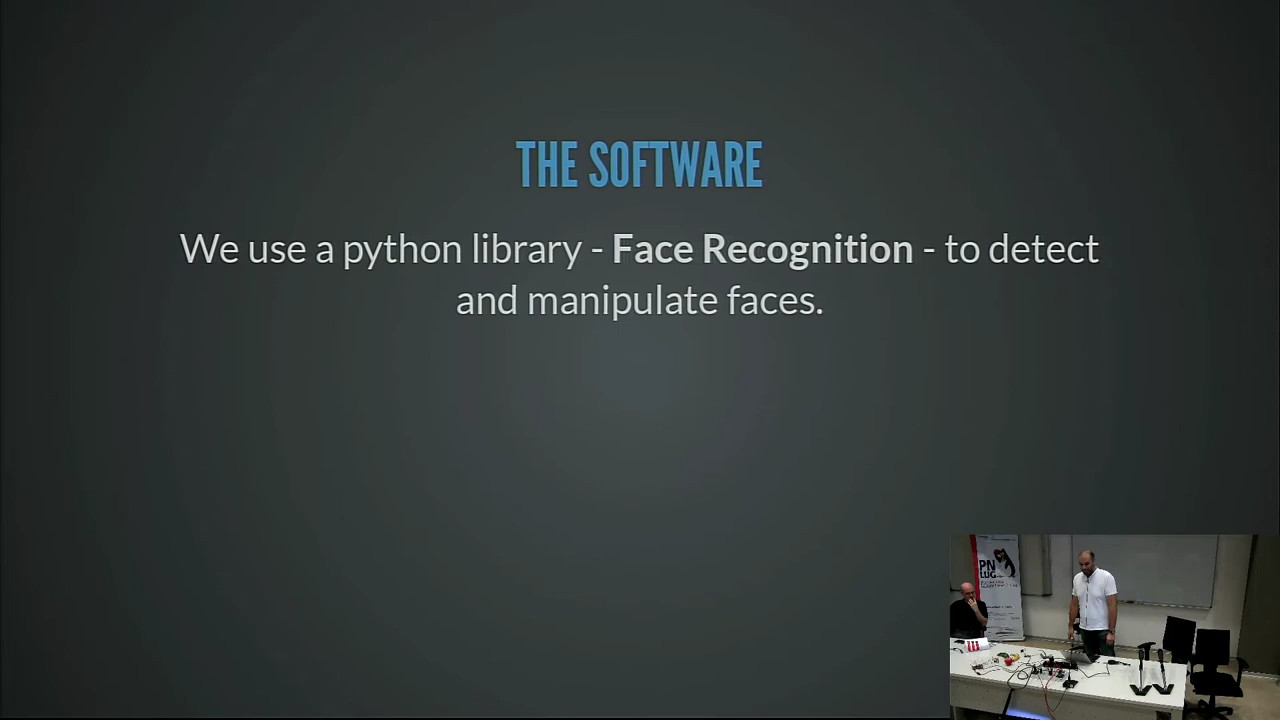 THE SOFTWARE
We use a python library - Face Recognition - to detect
and manipulate faces.
PN
LUG